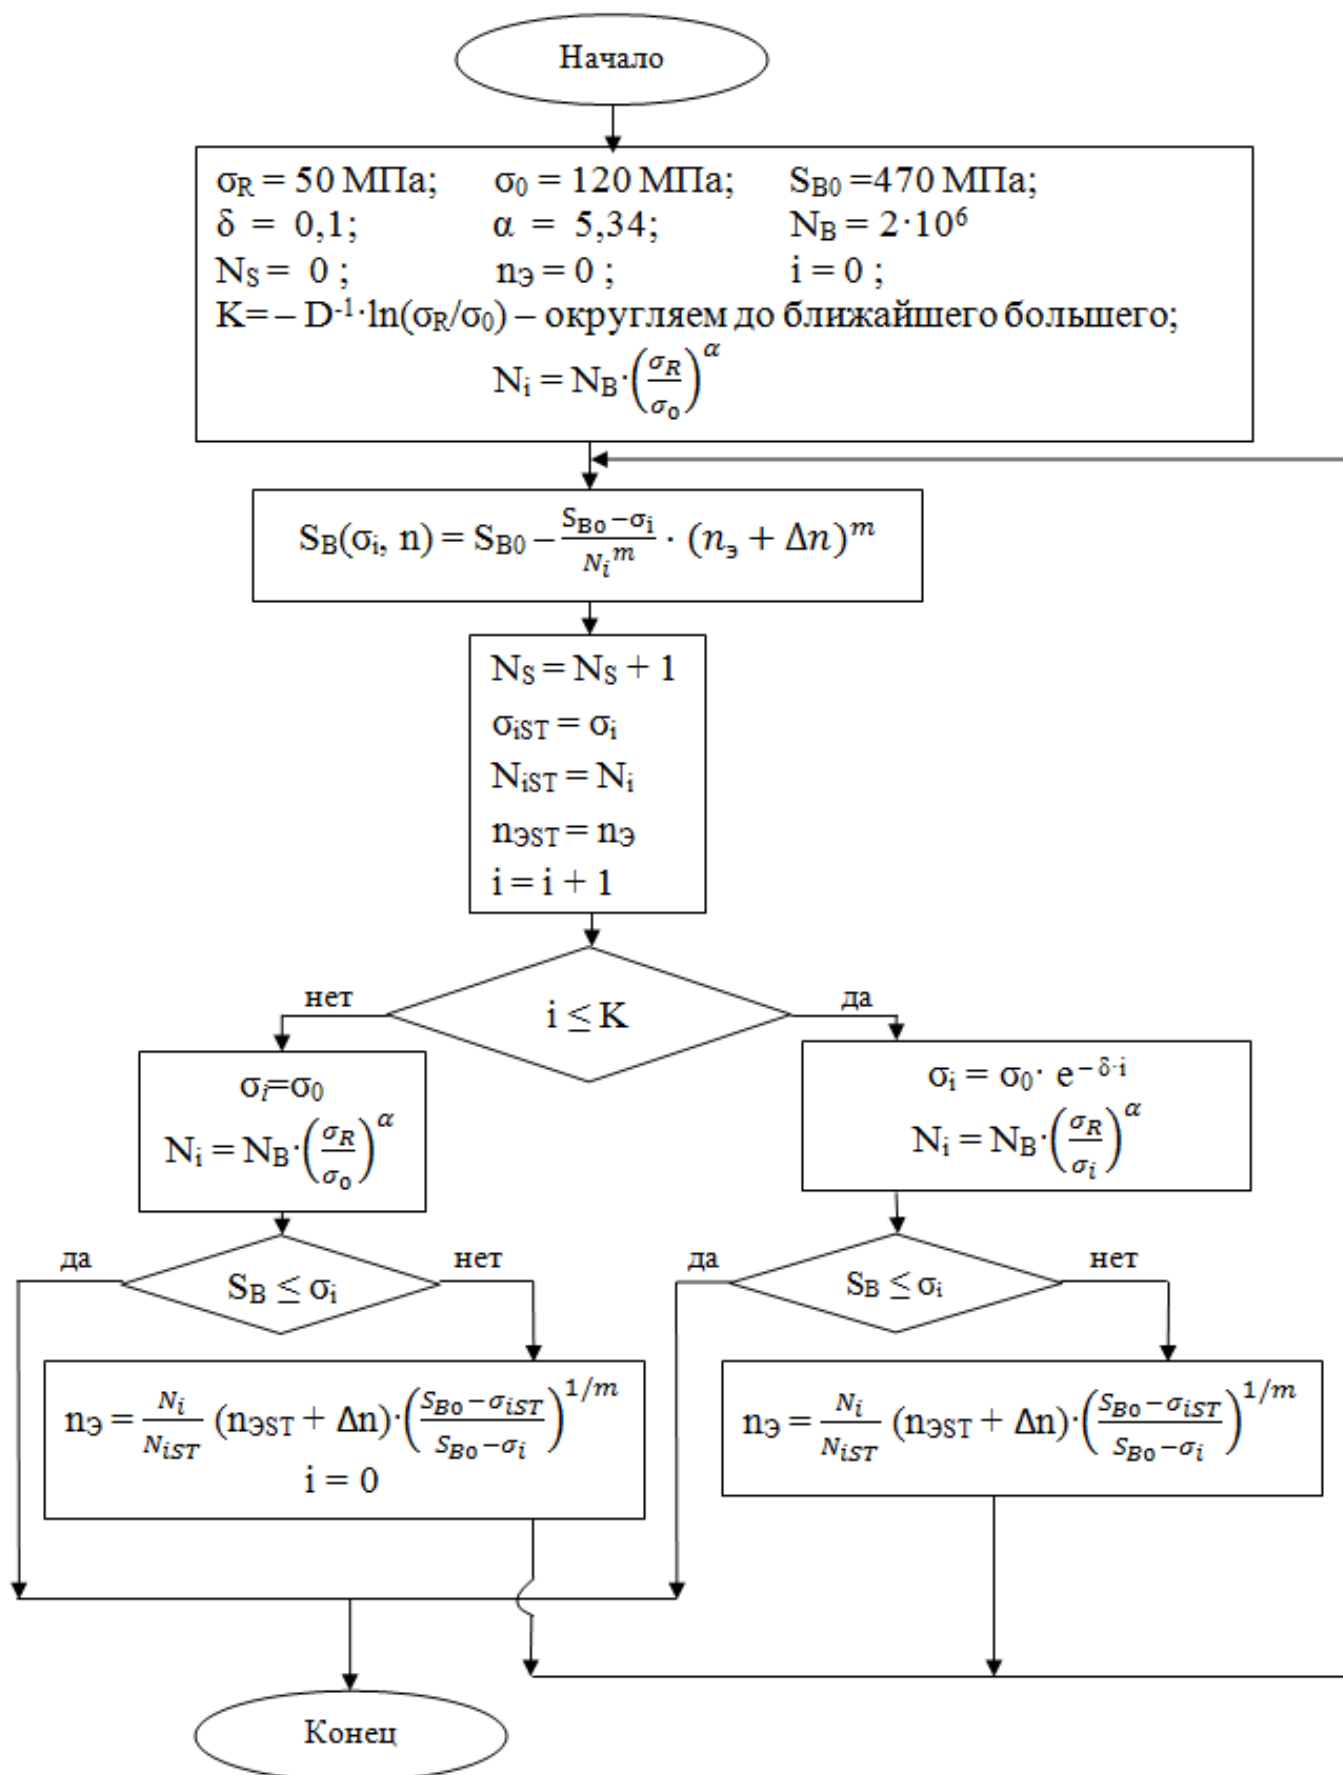 Начало
σR = 50 МПа; σ0 = 120 МПа; SB0 =470 МПа;
δ = 0,1; α = 5,34; NB = 2·10⁶
NS = 0 ; nЭ = 0 ; i = 0 ;
K= – D⁻¹·ln(σR/σ0) – округляем до ближайшего большего;
Ni = NB·(σR/σ0)^α
SB(σi, n) = SB0 – (SB0−σi)/(Ni^m) · (nэ + Δn)^m
NS = NS + 1
σiST = σi
NiST = Ni
nЭST = nЭ
i = i + 1
i ≤ K
нет
да
σi=σ0
Ni = NB·(σR/σ0)^α
σi = σ0· e^(–δ·i)
Ni = NB·(σR/σi)^α
SB ≤ σi
да
нет
SB ≤ σi
да
нет
nЭ = Ni/NiST (nЭST + Δn)·((SB0−σiST)/(SB0−σi))^(1/m)
i = 0
nЭ = Ni/NiST (nЭST + Δn)·((SB0−σiST)/(SB0−σi))^(1/m)
Конец